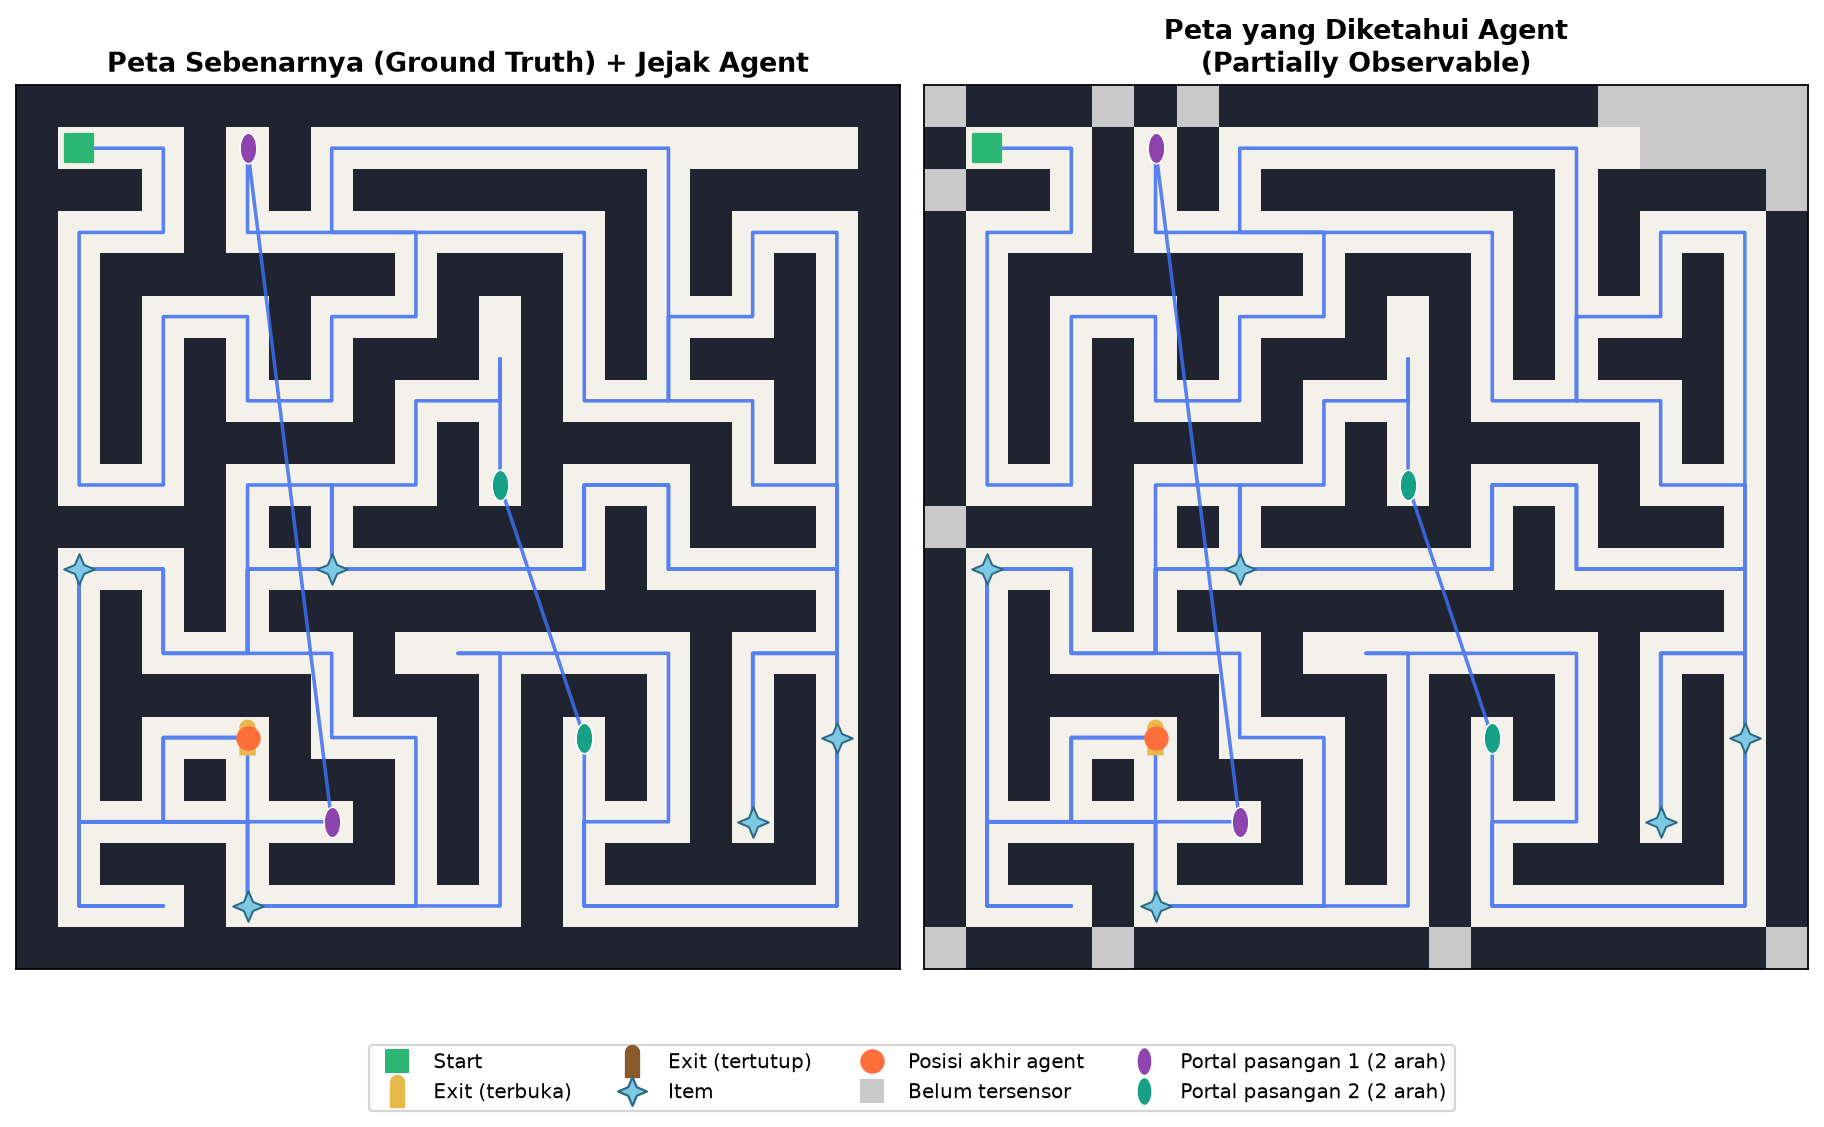 Peta Sebenarnya (Ground Truth) + Jejak Agent
Peta yang Diketahui Agent
(Partially Observable)
Start
Exit (terbuka)
Exit (tertutup)
Item
Posisi akhir agent
Belum tersensor
Portal pasangan 1 (2 arah)
Portal pasangan 2 (2 arah)